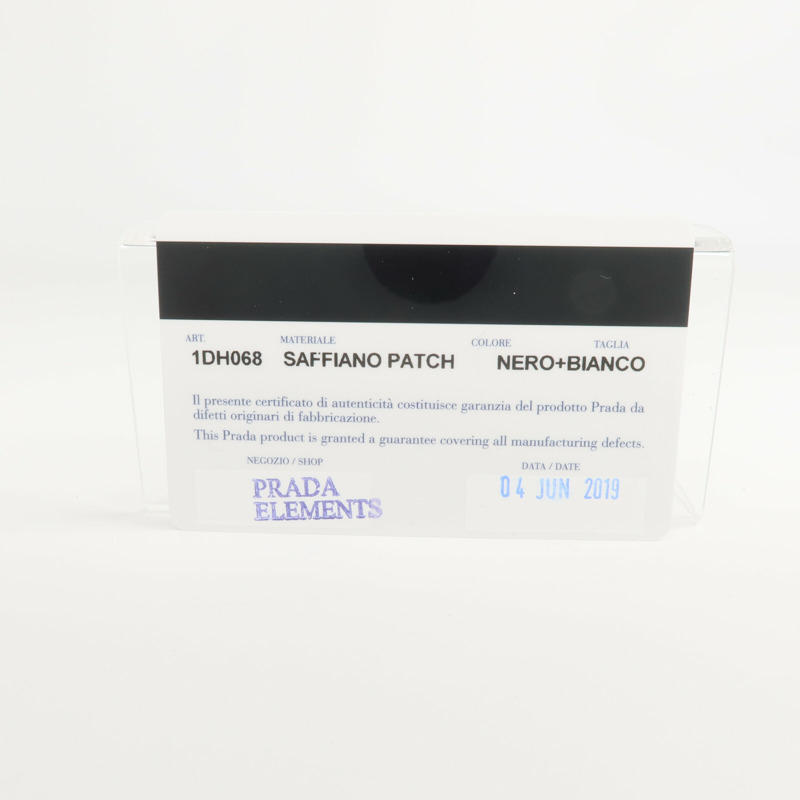 ART. MATERIALE COLORE TAGLIA
1DH068 SAFFIANO PATCH NERO+BIANCO
Il presente certificato di autenticità costituisce garanzia del prodotto Prada da
difetti originari di fabbricazione.
This Prada product is granted a guarantee covering all manufacturing defects.
NEGOZIO / SHOP DATA / DATE
PRADA 04 JUN 2019
ELEMENTS